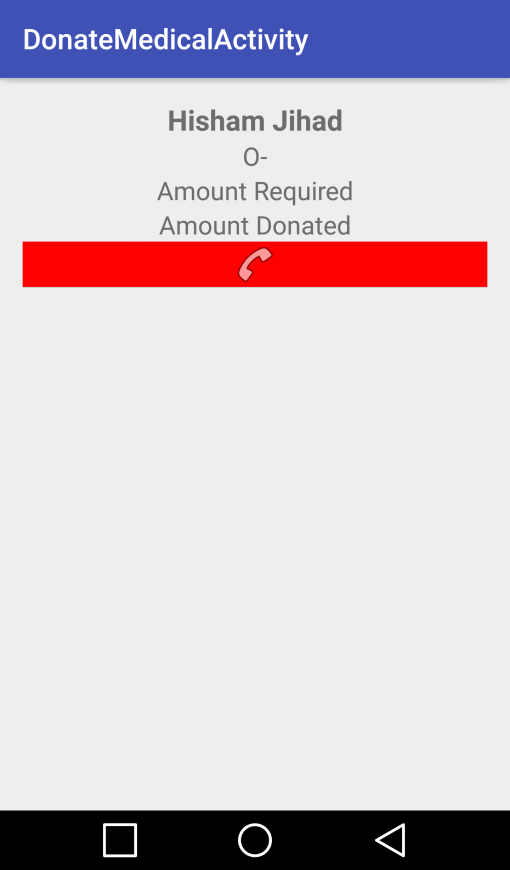 DonateMedicalActivity
Hisham Jihad
O-
Amount Required
Amount Donated